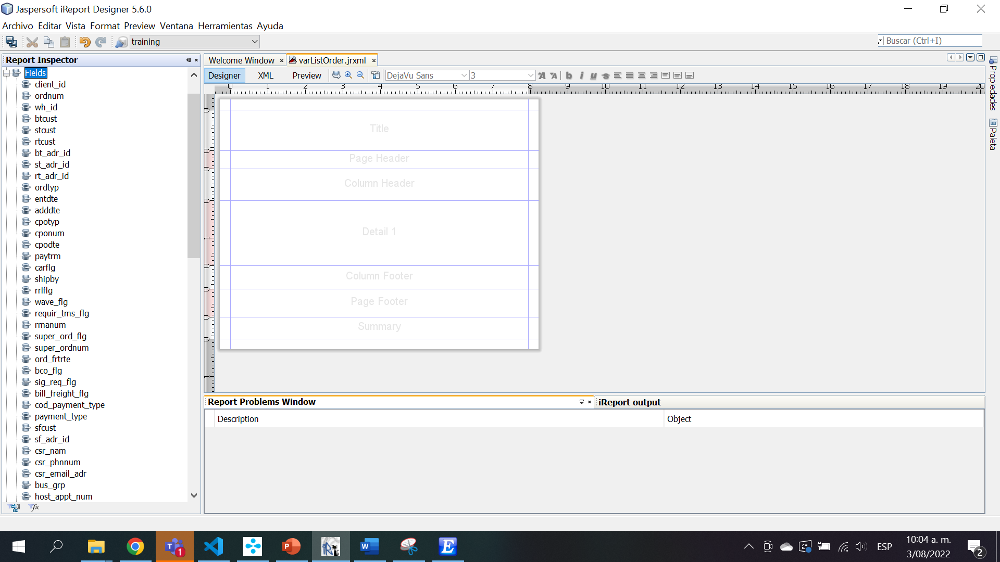 Jaspersoft iReport Designer 5.6.0
Archivo Editar Vista Format Preview Ventana Herramientas Ayuda
training
Buscar (Ctrl+I)
Report Inspector
Welcome Window
varListOrder.jrxml
Designer XML Preview
DejaVu Sans
3
0 1 2 3 4 5 6 7 8 9 10 11 12 13 14 15 16 17 18 19 20
Fields
client_id
ordnum
wh_id
btcust
stcust
rtcust
bt_adr_id
st_adr_id
rt_adr_id
ordtyp
entdte
adddte
cpotyp
cponum
cpodte
paytrm
carflg
shipby
rrlflg
wave_flg
requir_tms_flg
rmanum
super_ord_flg
super_ordnum
ord_frtrte
bco_flg
sig_req_flg
bill_freight_flg
cod_payment_type
payment_type
sfcust
sf_adr_id
csr_nam
csr_phnnum
csr_email_adr
bus_grp
host_appt_num
Title
Page Header
Column Header
Detail 1
Column Footer
Page Footer
Summary
Propiedades
Paleta
Report Problems Window
iReport output
Description
Object
10:04 a. m.
ESP
3/08/2022
1
2